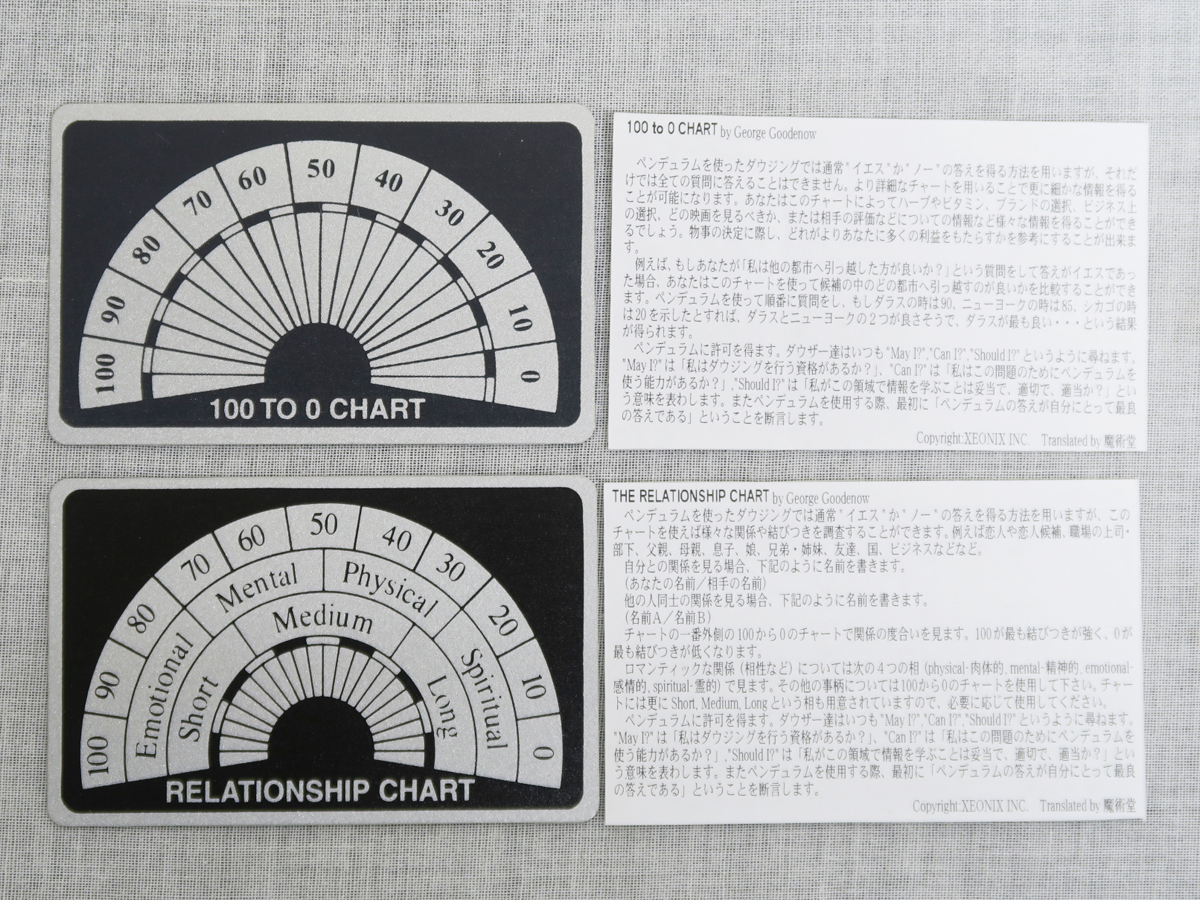 50
60
40
70
30
80
20
90
10
100
0
100 TO 0 CHART
100 to 0 CHART by George Goodenow
ペンデュラムを使ったダウジングでは通常"イエス"か"ノー"の答えを得る方法を用いますが、それだ
けでは全ての質問に答えることはできません。より詳細なチャートを用いることで更に細かな情報を得る
ことが可能になります。あなたはこのチャートによってハーブやビタミン、ブランドの選択、ビジネス上
の選択、どの映画を見るべきか、または相手の評価などについての情報など様々な情報を得ることができ
るでしょう。物事の決定に際し、どれがよりあなたに多くの利益をもたらすかを参考にすることが出来ま
す。
例えば、もしあなたが「私は他の都市へ引っ越した方が良いか？」という質問をして答えがイエスであっ
た場合、あなたはこのチャートを使って候補の中のどの都市へ引っ越すのが良いかを比較することができ
ます。ペンデュラムを使って順番に質問をし、もしダラスの時は90、ニューヨークの時は85、シカゴの時
は20を示したとすれば、ダラスとニューヨークの2つが良さそうで、ダラスが最も良い・・・という結果
が得られます。
ペンデュラムに許可を得ます。ダウザー達はいつも"May I?","Can I?","Should I?"というように尋ねます。
"May I?"は「私はダウジングを行う資格があるか？」、"Can I?"は「私はこの問題のためにペンデュラムを
使う能力があるか？」,"Should I?"は「私がこの領域で情報を学ぶことは妥当で、適切で、適当か？」とい
う意味を表わします。またペンデュラムを使用する際、最初に「ペンデュラムの答えが自分にとって最良
の答えである」ということを断言します。
Copyright:XEONIX INC. Translated by 魔術堂
50
60
40
70
30
80
20
90
10
100
0
Mental
Physical
Emotional
Spiritual
Medium
Short
Long
RELATIONSHIP CHART
THE RELATIONSHIP CHART by George Goodenow
ペンデュラムを使ったダウジングでは通常"イエス"か"ノー"の答えを得る方法を用いますが、この
チャートを使えば様々な関係や結びつきを調査することができます。例えば恋人や恋人候補、職場の上司・
部下、父親、母親、息子、娘、兄弟・姉妹、友達、国、ビジネスなどなど。
自分との関係を見る場合、下記のように名前を書きます。
(あなたの名前／相手の名前)
他の人同士の関係を見る場合、下記のように名前を書きます。
(名前A／名前B)
チャートの一番外側の100から0のチャートで関係の度合いを見ます。100が最も結びつきが強く、0が
最も結びつきが低くなります。
ロマンティックな関係（相性など）については次の4つの相 (physical-肉体的, mental-精神的, emotional-
感情的, spiritual-霊的) で見ます。その他の事柄については100から0のチャートを使用して下さい。チャー
トには更に Short, Medium, Long という相も用意されていますので、必要に応じて使用してください。
ペンデュラムに許可を得ます。ダウザー達はいつも"May I?","Can I?","Should I?"というように尋ねます。
"May I?"は「私はダウジングを行う資格があるか？」、"Can I?"は「私はこの問題のためにペンデュラムを
使う能力があるか？」,"Should I?"は「私がこの領域で情報を学ぶことは妥当で、適切で、適当か？」とい
う意味を表わします。またペンデュラムを使用する際、最初に「ペンデュラムの答えが自分にとって最良
の答えである」ということを断言します。
Copyright:XEONIX INC. Translated by 魔術堂